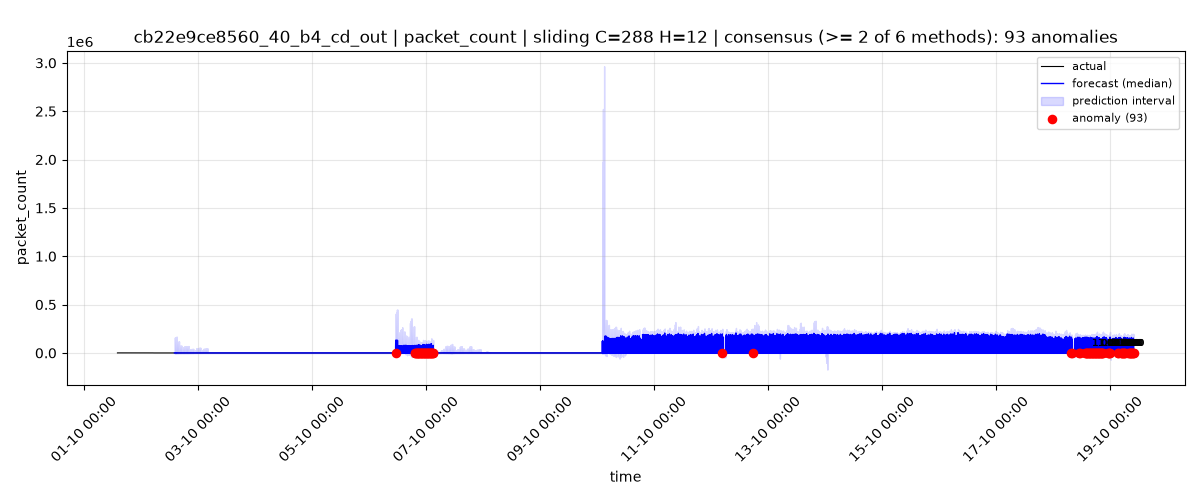 cb22e9ce8560_40_b4_cd_out | packet_count | sliding C=288 H=12 | consensus (>= 2 of 6 methods): 93 anomalies
1e6
3.0
2.5
2.0
1.5
1.0
0.5
0.0
packet_count
actual
forecast (median)
prediction interval
anomaly (93)
01-10 00:00
03-10 00:00
05-10 00:00
07-10 00:00
09-10 00:00
11-10 00:00
13-10 00:00
15-10 00:00
17-10 00:00
19-10 00:00
time